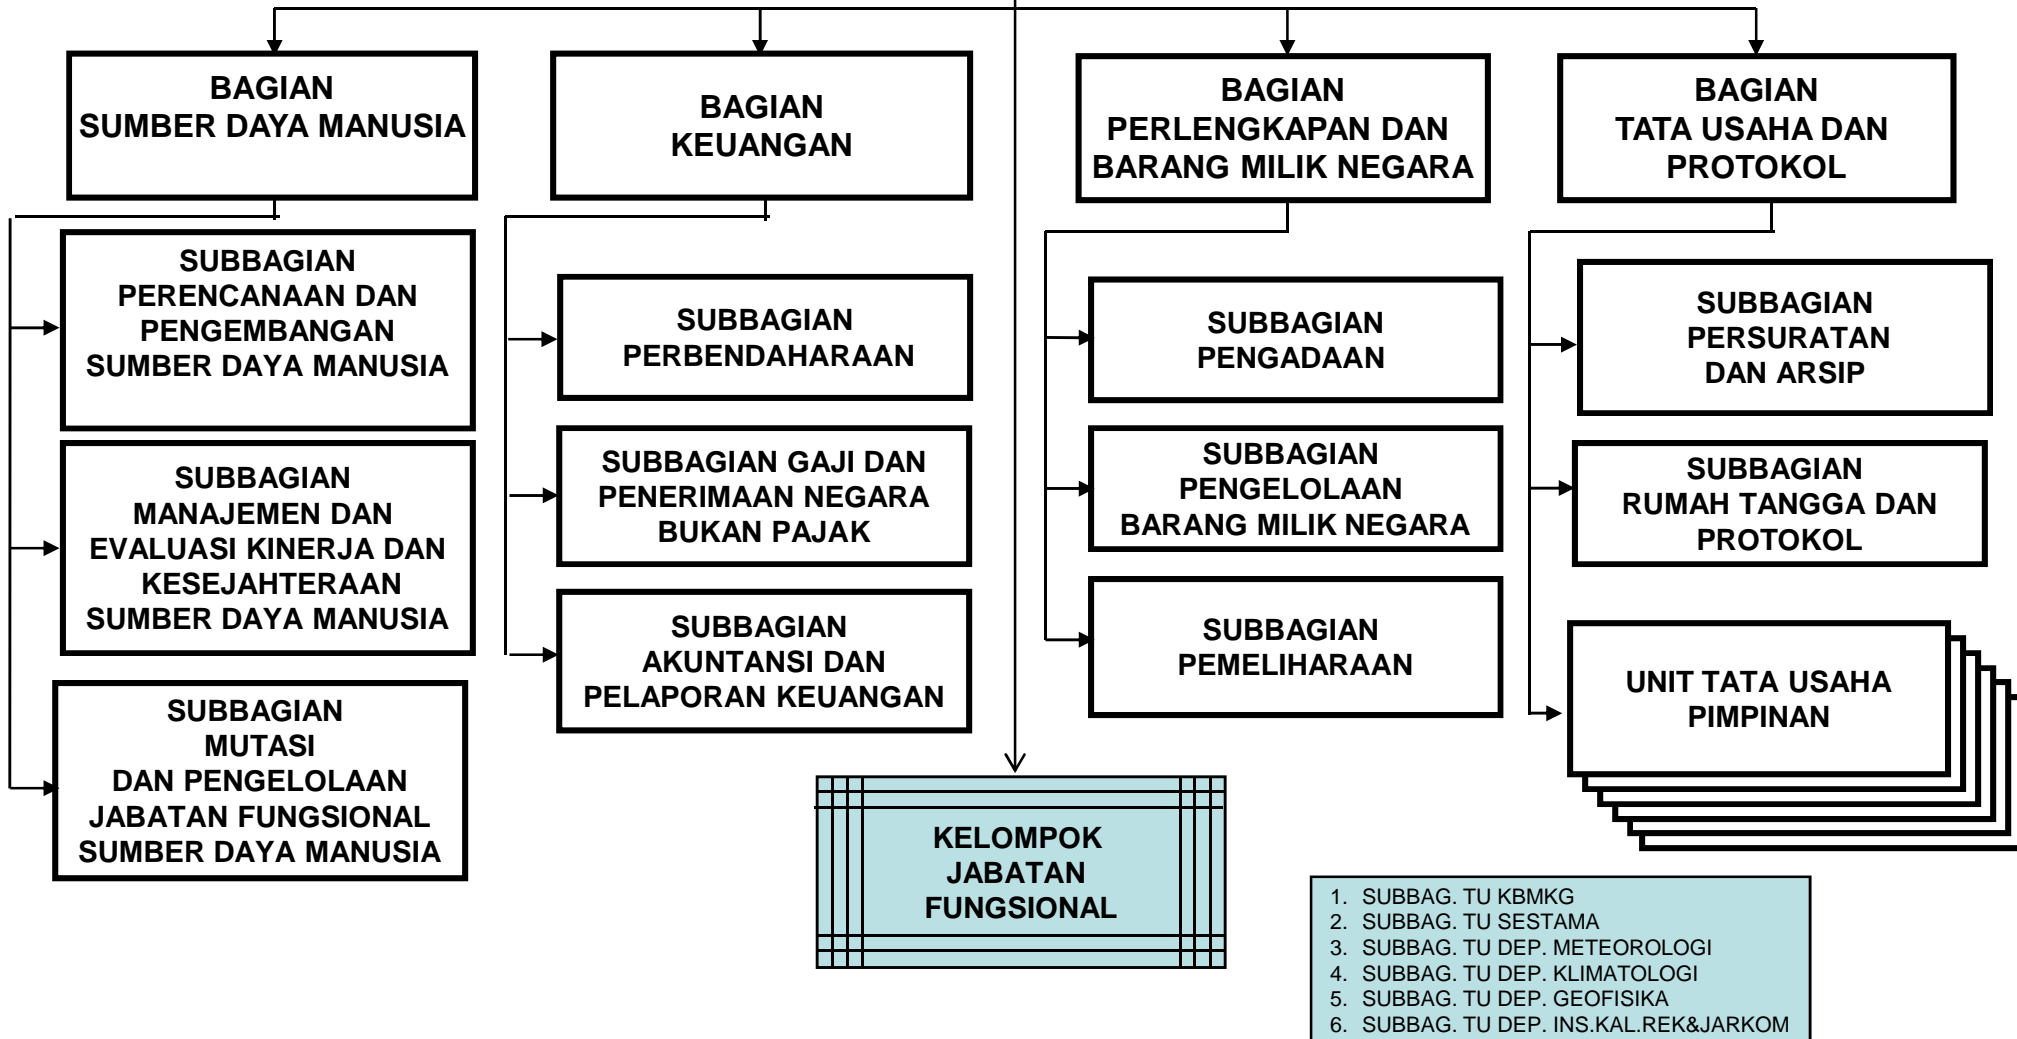 BAGIAN
SUMBER DAYA MANUSIA
BAGIAN
KEUANGAN
BAGIAN
PERLENGKAPAN DAN
BARANG MILIK NEGARA
BAGIAN
TATA USAHA DAN
PROTOKOL
SUBBAGIAN
PERENCANAAN DAN
PENGEMBANGAN
SUMBER DAYA MANUSIA
SUBBAGIAN
MANAJEMEN DAN
EVALUASI KINERJA DAN
KESEJAHTERAAN
SUMBER DAYA MANUSIA
SUBBAGIAN
MUTASI
DAN PENGELOLAAN
JABATAN FUNGSIONAL
SUMBER DAYA MANUSIA
SUBBAGIAN
PERBENDAHARAAN
SUBBAGIAN GAJI DAN
PENERIMAAN NEGARA
BUKAN PAJAK
SUBBAGIAN
AKUNTANSI DAN
PELAPORAN KEUANGAN
SUBBAGIAN
PENGADAAN
SUBBAGIAN
PENGELOLAAN
BARANG MILIK NEGARA
SUBBAGIAN
PEMELIHARAAN
SUBBAGIAN
PERSURATAN
DAN ARSIP
SUBBAGIAN
RUMAH TANGGA DAN
PROTOKOL
UNIT TATA USAHA
PIMPINAN
KELOMPOK
JABATAN
FUNGSIONAL
1. SUBBAG. TU KBMKG
2. SUBBAG. TU SESTAMA
3. SUBBAG. TU DEP. METEOROLOGI
4. SUBBAG. TU DEP. KLIMATOLOGI
5. SUBBAG. TU DEP. GEOFISIKA
6. SUBBAG. TU DEP. INS.KAL.REK&JARKOM